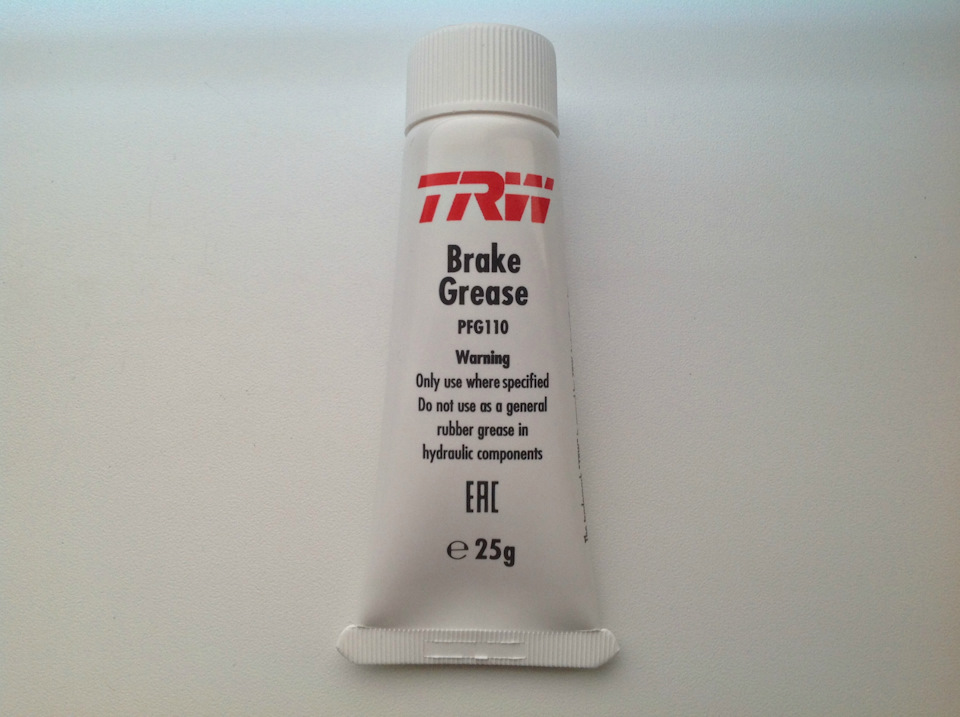 TRW
Brake
Grease
PFG110
Warning
Only use where specified
Do not use as a general
rubber grease in
hydraulic components
EAC
℮ 25g